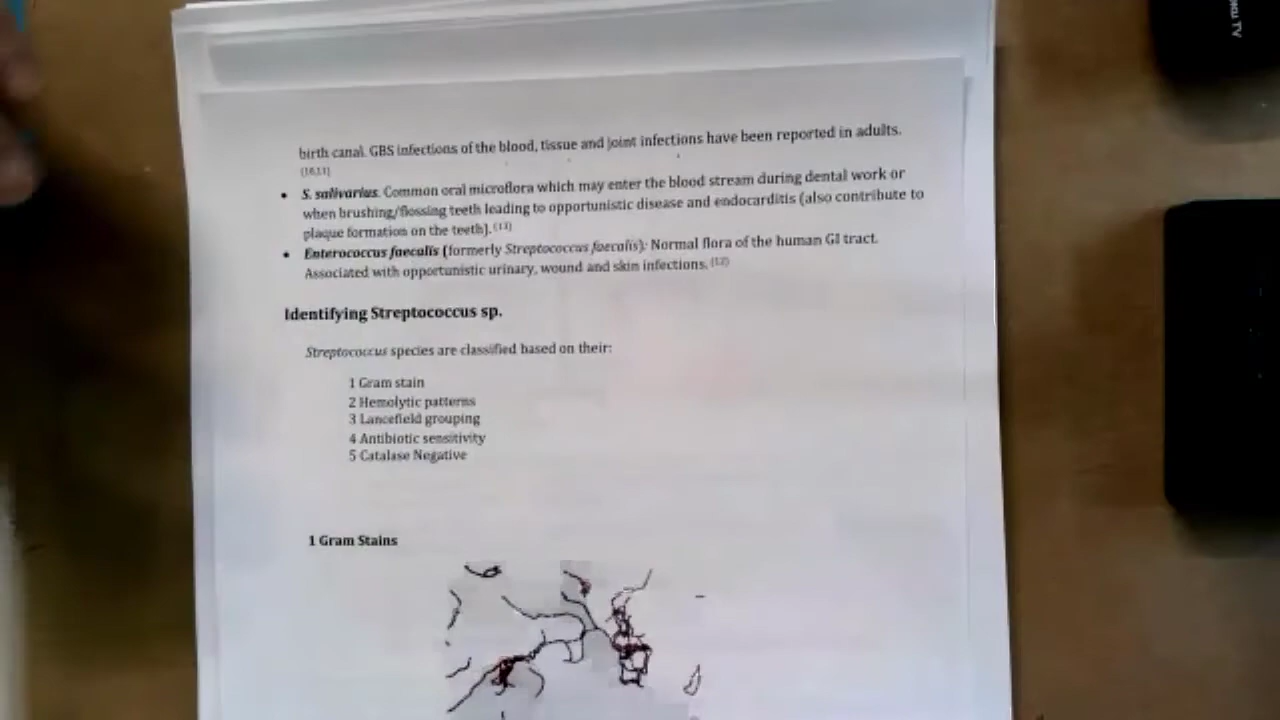 birth canal. GBS infections of the blood, tissue and joint infections have been reported in adults.
S. salivarius. Common oral microflora which may enter the blood stream during dental work or
when brushing/flossing teeth leading to opportunistic disease and endocarditis (also contribute to
plaque formation on the teeth). (13)
Enterococcus faecalis (formerly Streptococcus faecalis): Normal flora of the human GI tract.
Associated with opportunistic urinary, wound and skin infections. (12)
Identifying Streptococcus sp.
Streptococcus species are classified based on their:
1 Gram stain
2 Hemolytic patterns
3 Lancefield grouping
4 Antibiotic sensitivity
5 Catalase Negative
1 Gram Stains
TV